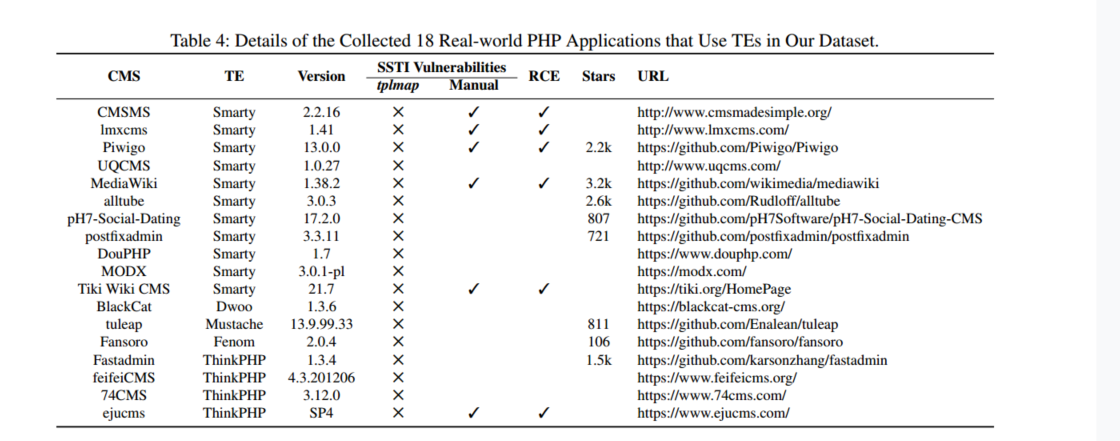 Table 4: Details of the Collected 18 Real-world PHP Applications that Use TEs in Our Dataset.
CMS TE Version SSTI Vulnerabilities RCE Stars URL
tplmap Manual
CMSMS Smarty 2.2.16 ✕ ✓ ✓ http://www.cmsmadesimple.org/
lmxcms Smarty 1.41 ✕ ✓ ✓ http://www.lmxcms.com/
Piwigo Smarty 13.0.0 ✕ ✓ ✓ 2.2k https://github.com/Piwigo/Piwigo
UQCMS Smarty 1.0.27 ✕ http://www.uqcms.com/
MediaWiki Smarty 1.38.2 ✕ ✓ ✓ 3.2k https://github.com/wikimedia/mediawiki
alltube Smarty 3.0.3 ✕ 2.6k https://github.com/Rudloff/alltube
pH7-Social-Dating Smarty 17.2.0 ✕ 807 https://github.com/pH7Software/pH7-Social-Dating-CMS
postfixadmin Smarty 3.3.11 ✕ 721 https://github.com/postfixadmin/postfixadmin
DouPHP Smarty 1.7 ✕ https://www.douphp.com/
MODX Smarty 3.0.1-pl ✕ https://modx.com/
Tiki Wiki CMS Smarty 21.7 ✕ ✓ ✓ https://tiki.org/HomePage
BlackCat Dwoo 1.3.6 ✕ https://blackcat-cms.org/
tuleap Mustache 13.9.99.33 ✕ 811 https://github.com/Enalean/tuleap
Fansoro Fenom 2.0.4 ✕ 106 https://github.com/fansoro/fansoro
Fastadmin ThinkPHP 1.3.4 ✕ 1.5k https://github.com/karsonzhang/fastadmin
feifeiCMS ThinkPHP 4.3.201206 ✕ https://www.feifeicms.org/
74CMS ThinkPHP 3.12.0 ✕ https://www.74cms.com/
ejucms ThinkPHP SP4 ✕ ✓ ✓ https://www.ejucms.com/